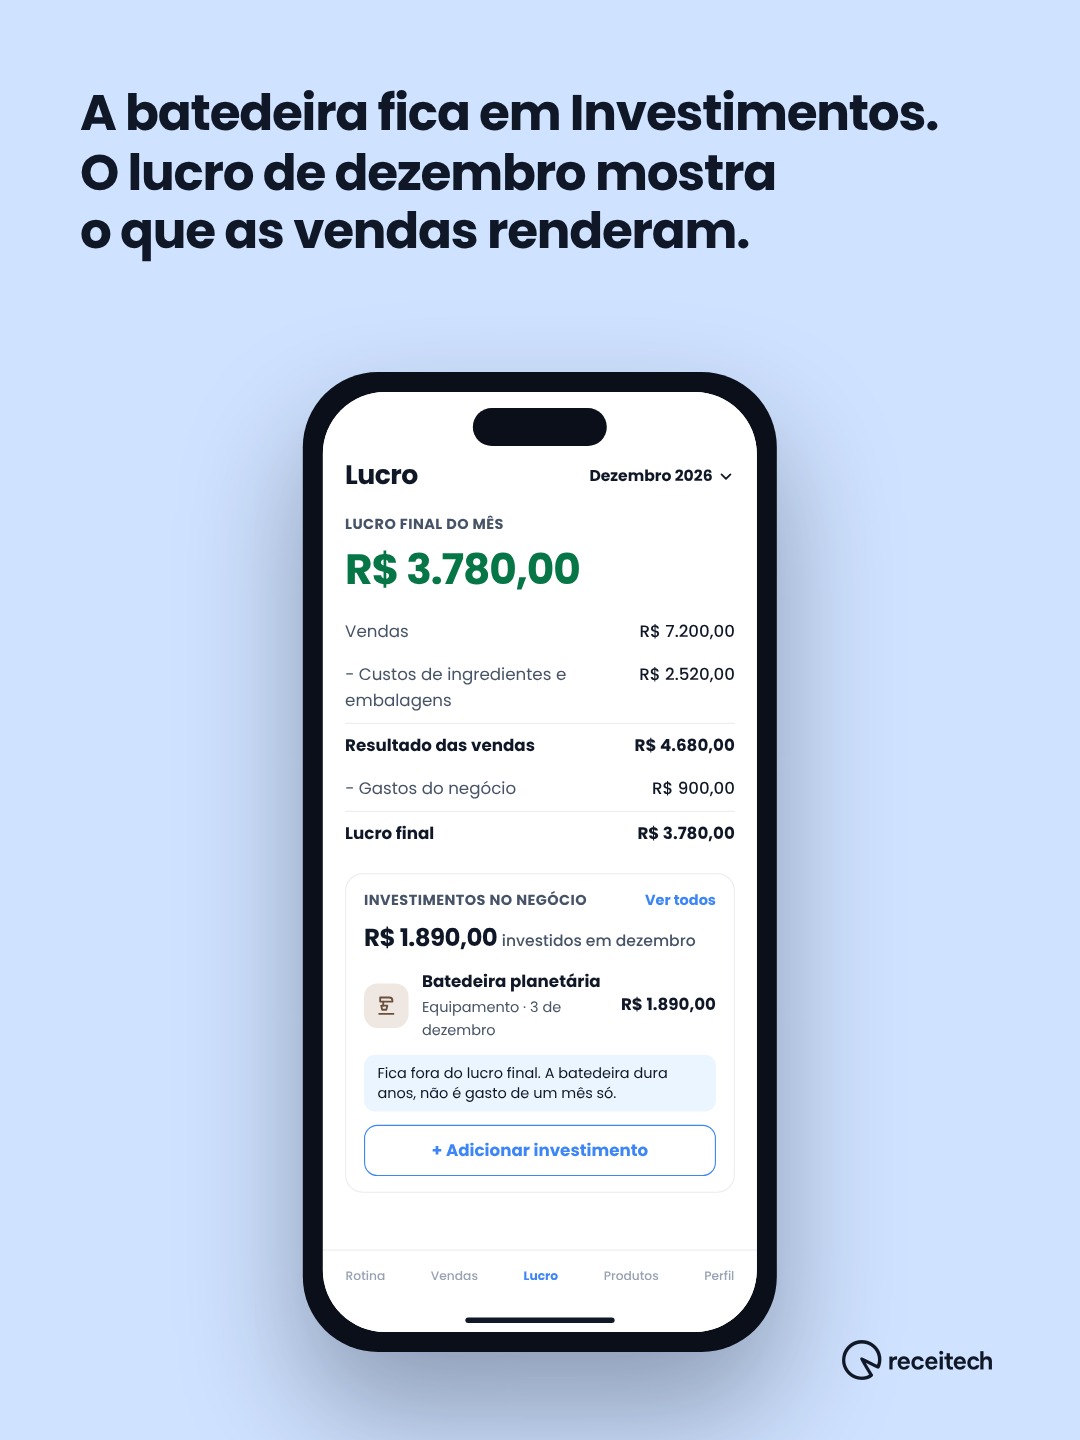 A batedeira fica em Investimentos.
O lucro de dezembro mostra
o que as vendas renderam.
Lucro
Dezembro 2026
LUCRO FINAL DO MÊS
R$ 3.780,00
Vendas R$ 7.200,00
- Custos de ingredientes e R$ 2.520,00
embalagens
Resultado das vendas R$ 4.680,00
- Gastos do negócio R$ 900,00
Lucro final R$ 3.780,00
INVESTIMENTOS NO NEGÓCIO Ver todos
R$ 1.890,00 investidos em dezembro
Batedeira planetária
Equipamento · 3 de
dezembro
R$ 1.890,00
Fica fora do lucro final. A batedeira dura
anos, não é gasto de um mês só.
+ Adicionar investimento
Rotina Vendas Lucro Produtos Perfil
receitech